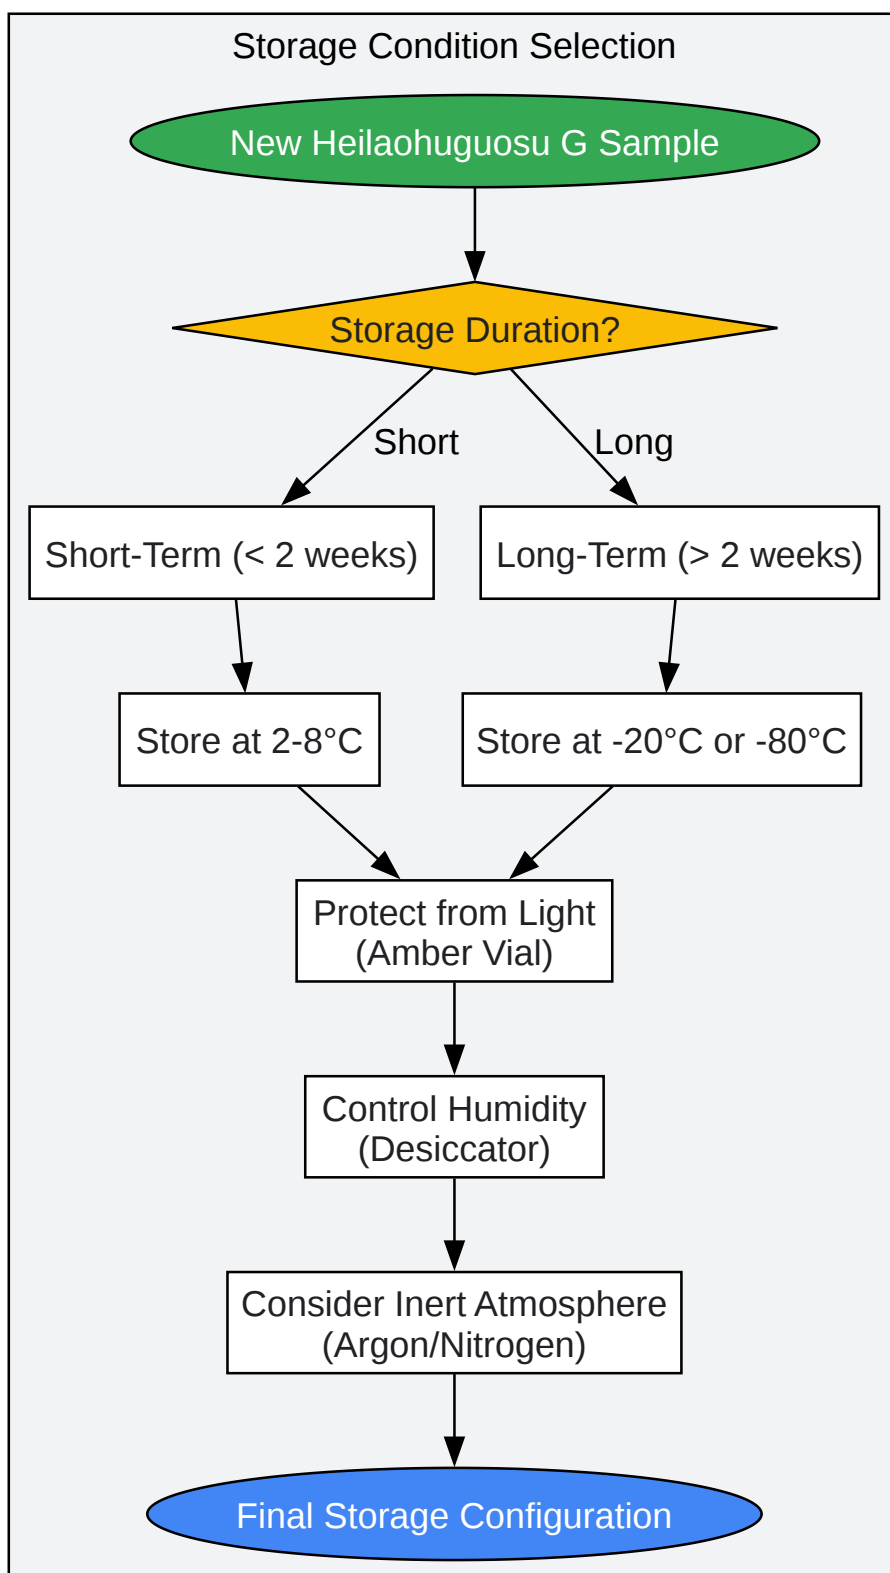 Storage Condition Selection
New Heilaohuguosu G Sample
Storage Duration?
Short
Long
Short-Term (< 2 weeks)
Long-Term (> 2 weeks)
Store at 2-8°C
Store at -20°C or -80°C
Protect from Light
(Amber Vial)
Control Humidity
(Desiccator)
Consider Inert Atmosphere
(Argon/Nitrogen)
Final Storage Configuration